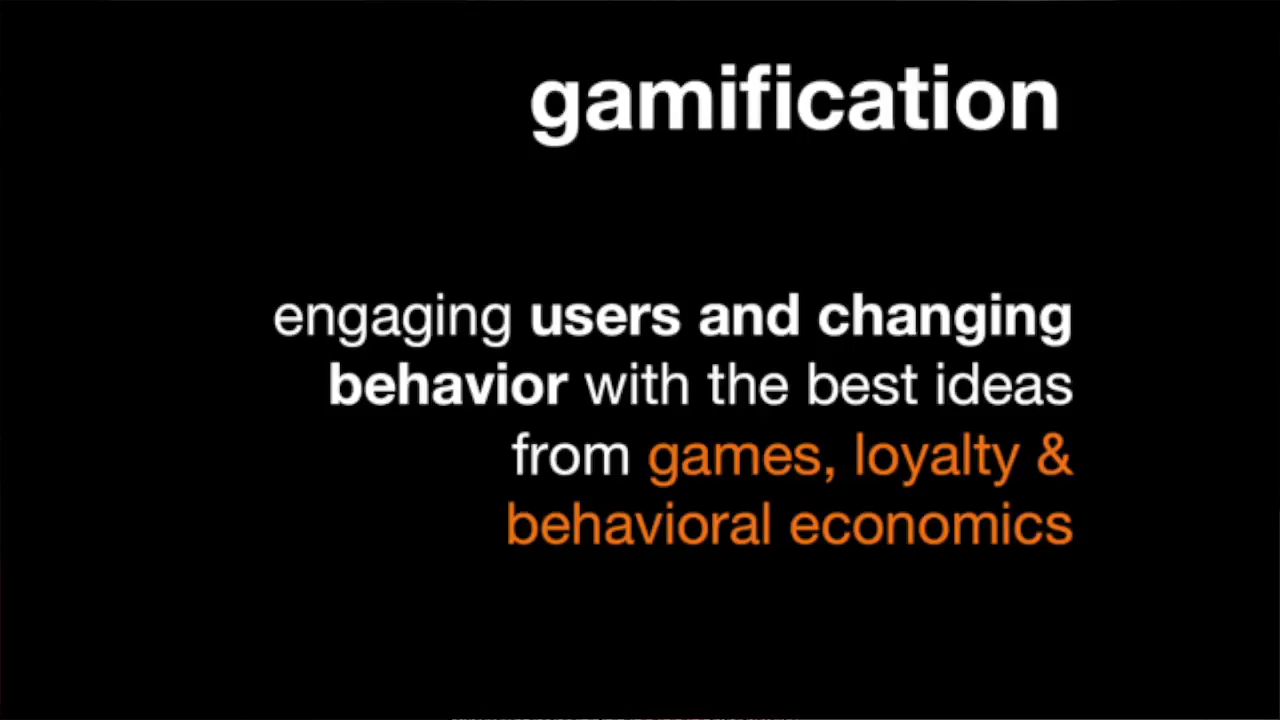 gamification
engaging users and changing
behavior with the best ideas
from games, loyalty &
behavioral economics